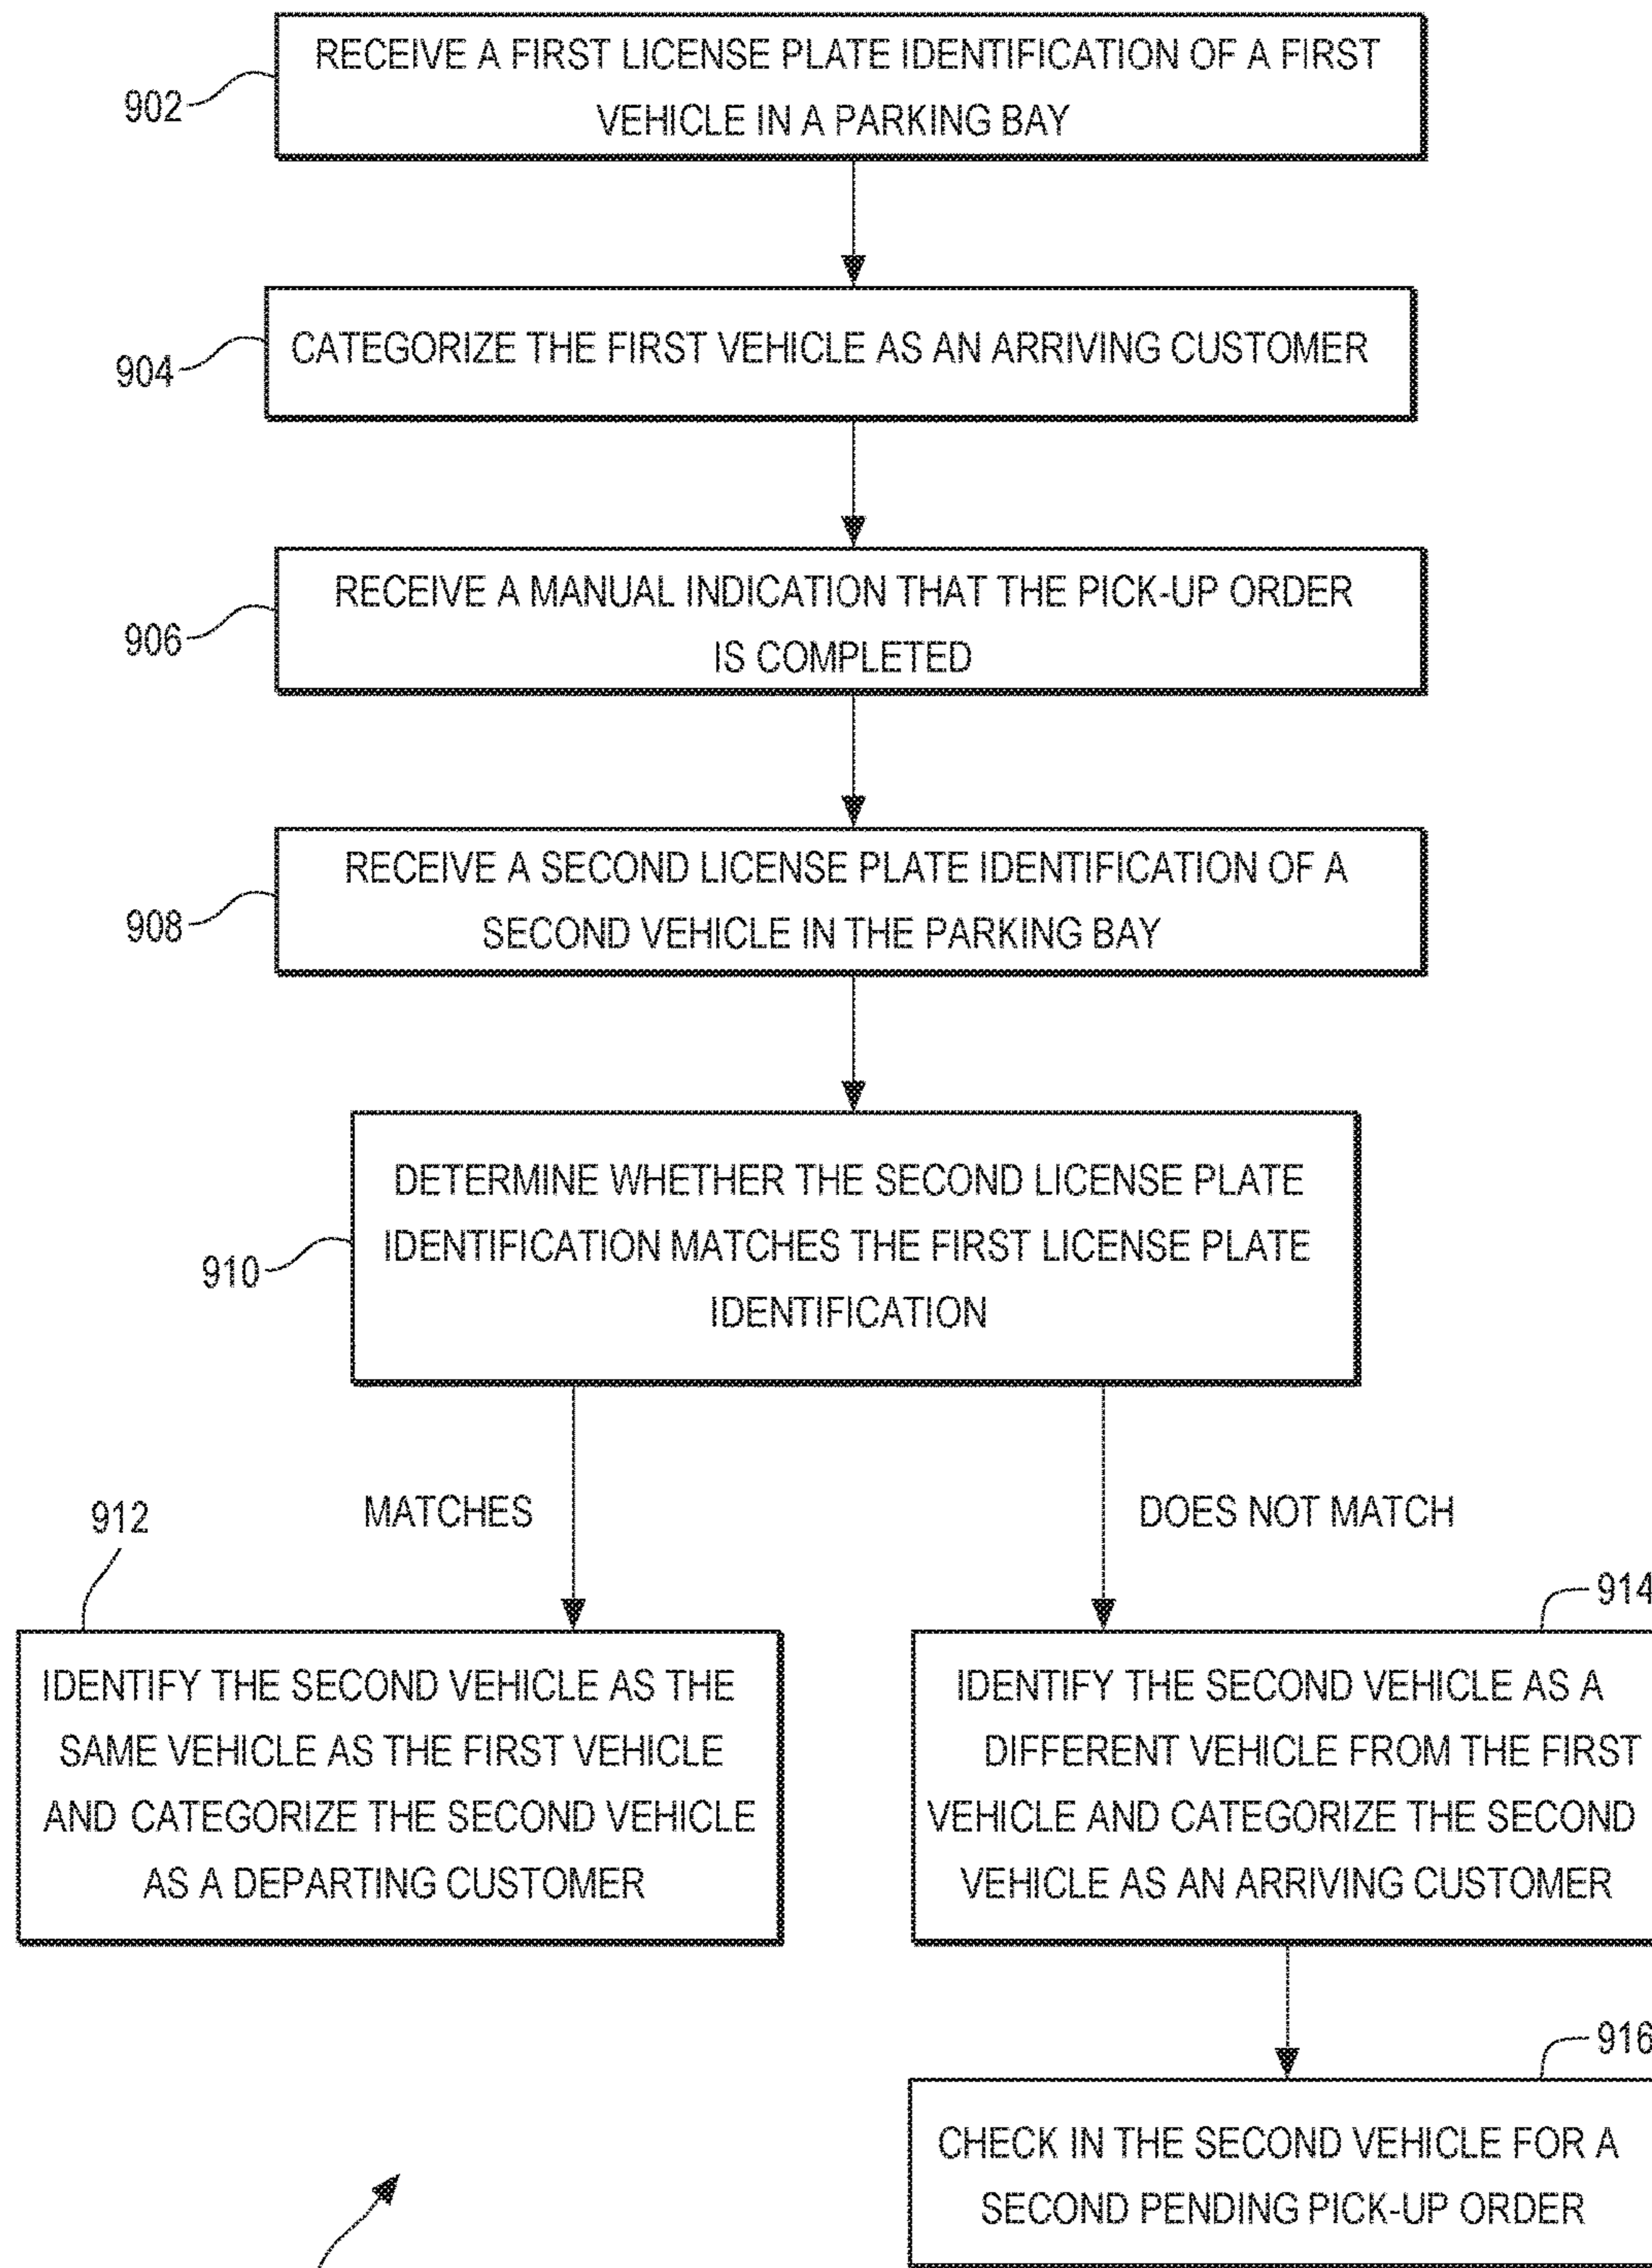 RECEIVE A FIRST LICENSE PLATE IDENTIFICATION OF A FIRST
VEHICLE IN A PARKING BAY
902
CATEGORIZE THE FIRST VEHICLE AS AN ARRIVING CUSTOMER
904
RECEIVE A MANUAL INDICATION THAT THE PICK-UP ORDER
IS COMPLETED
906
RECEIVE A SECOND LICENSE PLATE IDENTIFICATION OF A
SECOND VEHICLE IN THE PARKING BAY
908
DETERMINE WHETHER THE SECOND LICENSE PLATE
IDENTIFICATION MATCHES THE FIRST LICENSE PLATE
IDENTIFICATION
910
MATCHES
DOES NOT MATCH
912
IDENTIFY THE SECOND VEHICLE AS THE
SAME VEHICLE AS THE FIRST VEHICLE
AND CATEGORIZE THE SECOND VEHICLE
AS A DEPARTING CUSTOMER
914
IDENTIFY THE SECOND VEHICLE AS A
DIFFERENT VEHICLE FROM THE FIRST
VEHICLE AND CATEGORIZE THE SECOND
VEHICLE AS AN ARRIVING CUSTOMER
916
CHECK IN THE SECOND VEHICLE FOR A
SECOND PENDING PICK-UP ORDER